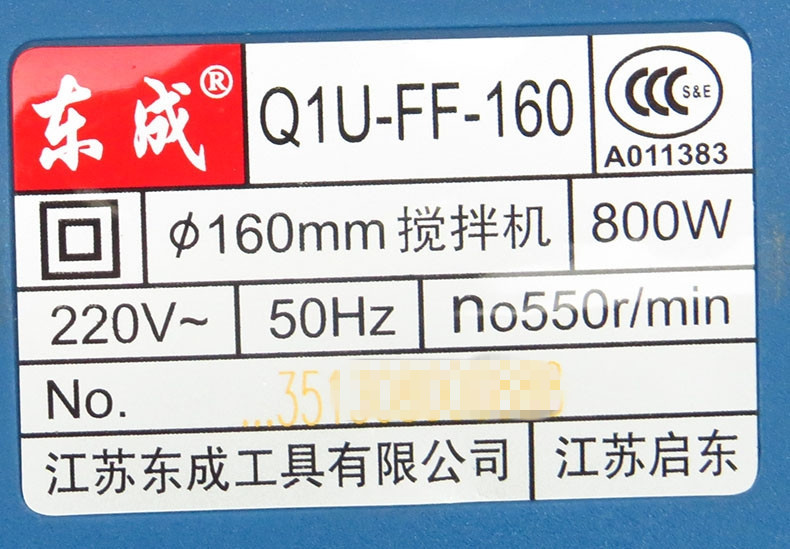 东成® Q1U-FF-160 CCC S&E
A011383
ϕ160mm 搅拌机 800W
220V~ 50Hz no550r/min
No. ...351
江苏东成工具有限公司 江苏启东